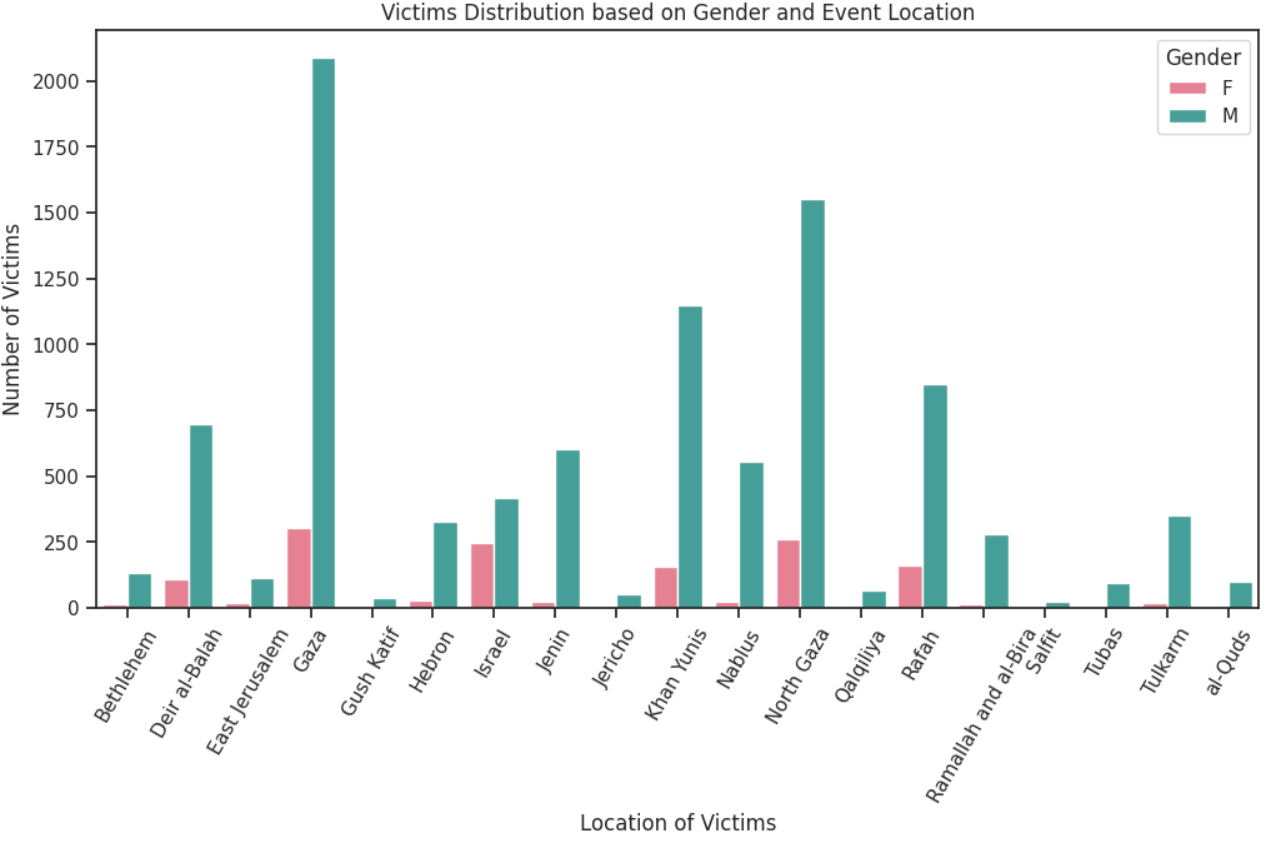 Victims Distribution based on Gender and Event Location
Gender
F
M
Number of Victims
2000
1750
1500
1250
1000
750
500
250
0
Bethlehem
Deir al-Balah
East Jerusalem
Gaza
Gush Katif
Hebron
Israel
Jenin
Jericho
Khan Yunis
Nablus
North Gaza
Qalqiliya
Rafah
Ramallah and al-Bira
Salfit
Tubas
Tulkarm
al-Quds
Location of Victims